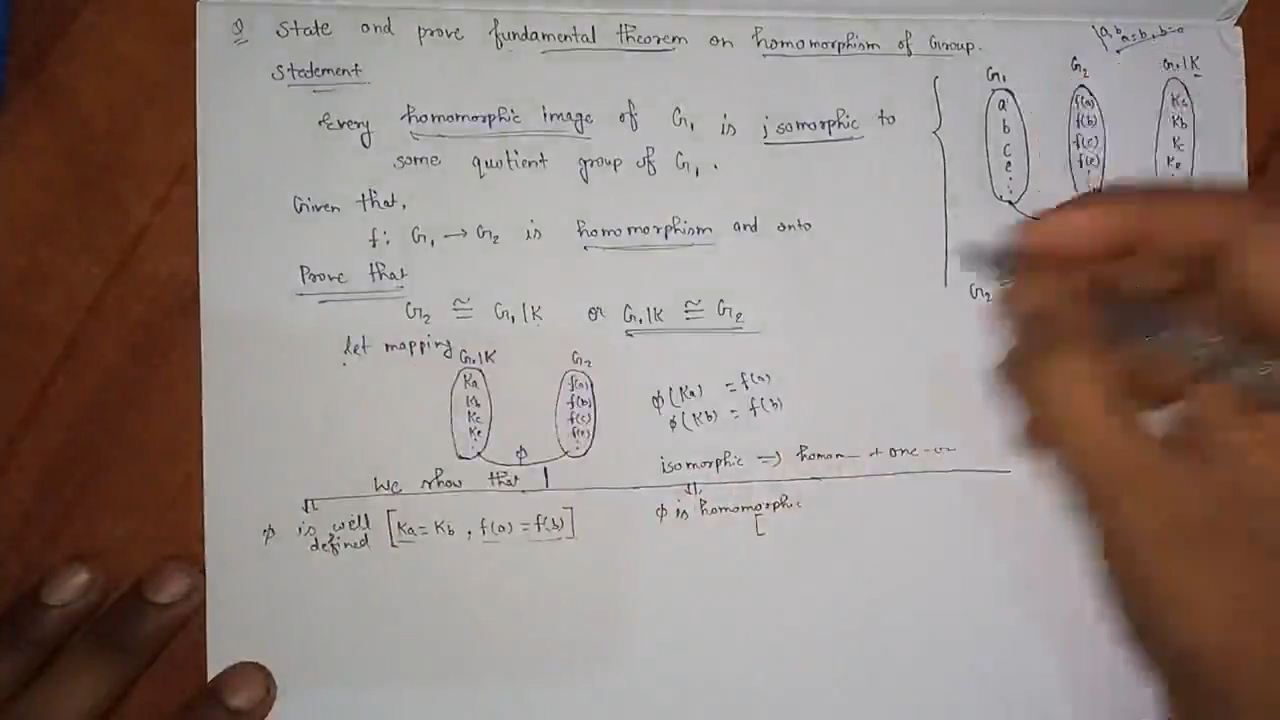 Q State and prove fundamental theorem on homomorphism of Group.
Statement
Every homomorphic image of G1 is isomorphic to
some quotient group of G1.
Given that,
f: G1 → G2 is homomorphism and onto
Prove that
G2 ≅ G1|K or G1|K ≅ G2
Let mapping
G1|K G2
Ka f(a)
Kb f(b)
Kc f(c)
Ke f(e)
⋮ ⋮
ϕ
ϕ(Ka) = f(a)
ϕ(Kb) = f(b)
isomorphic ⇒ homom
We show that
ϕ is well defined [Ka = Kb, f(a) = f(b)]
ϕ is homomorphic
[
G1 G2 G1|K
a f(a) Ka
b f(b) Kb
c f(c) Kc
e f(e) Ke
⋮
G2